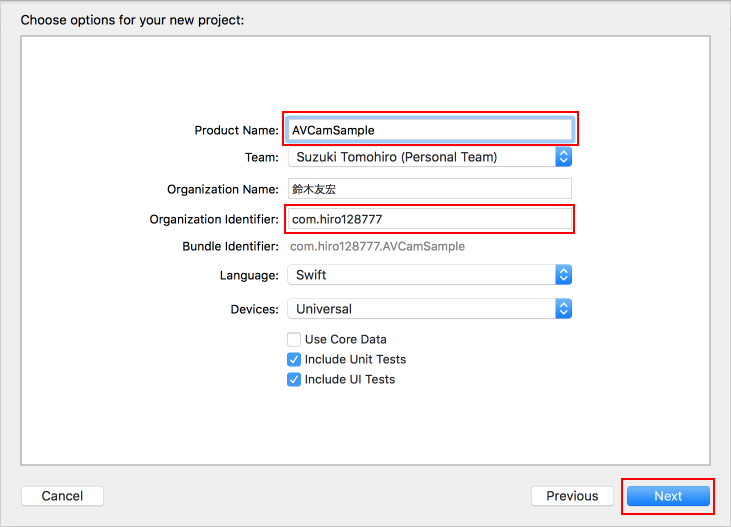 Choose options for your new project:
Product Name: AVCamSample
Team: Suzuki Tomohiro (Personal Team)
Organization Name: 鈴木友宏
Organization Identifier: com.hiro128777
Bundle Identifier: com.hiro128777.AVCamSample
Language: Swift
Devices: Universal
Use Core Data
Include Unit Tests
Include UI Tests
Cancel Previous Next